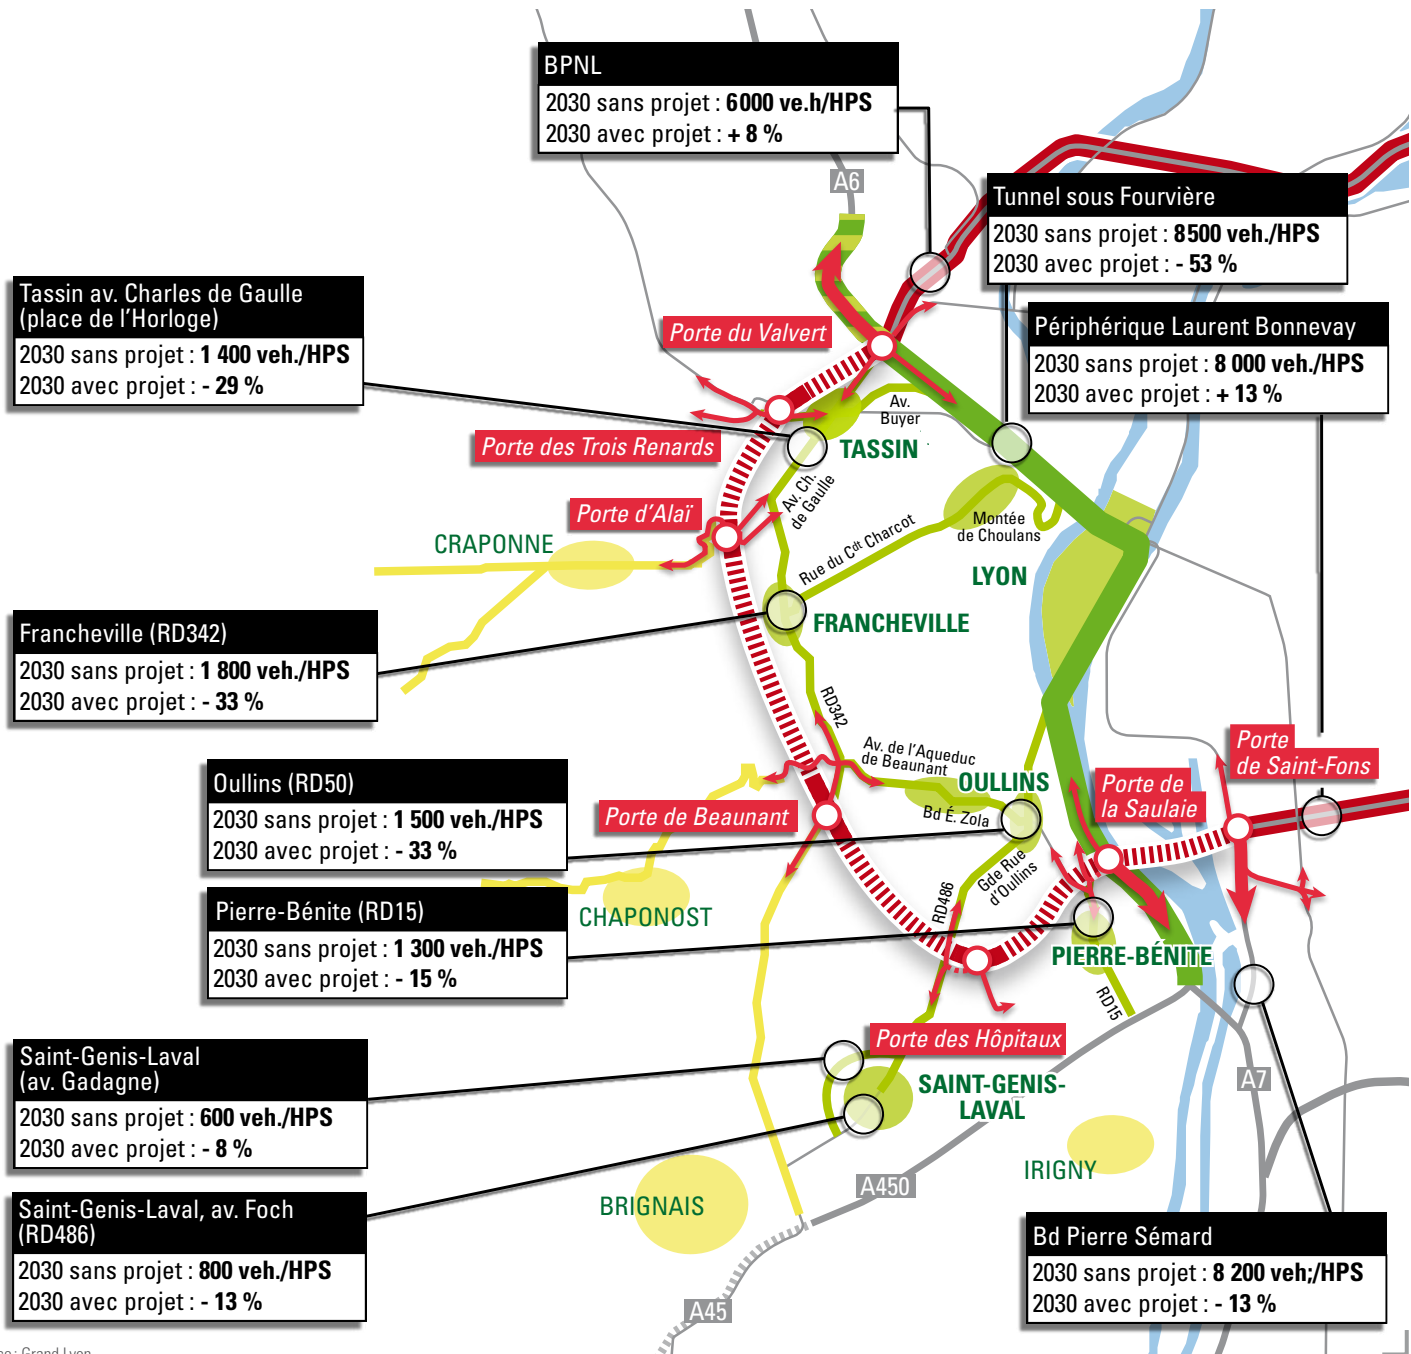 BPNL
2030 sans projet : 6000 ve.h/HPS
2030 avec projet : + 8 %
A6
Tunnel sous Fourvière
2030 sans projet : 8500 veh./HPS
2030 avec projet : - 53 %
Tassin av. Charles de Gaulle
(place de l'Horloge)
2030 sans projet : 1 400 veh./HPS
2030 avec projet : - 29 %
Porte du Valvert
Périphérique Laurent Bonnevay
2030 sans projet : 8 000 veh./HPS
2030 avec projet : + 13 %
Av.
Buyer
Porte des Trois Renards
TASSIN
Av. Ch.
de Gaulle
Porte d'Alaï
Montée
de Choulans
CRAPONNE
Rue du Cdt Charcot
LYON
Francheville (RD342)
2030 sans projet : 1 800 veh./HPS
2030 avec projet : - 33 %
FRANCHEVILLE
RD342
Av. de l'Aqueduc
de Beaunant
Porte
de Saint-Fons
Oullins (RD50)
2030 sans projet : 1 500 veh./HPS
2030 avec projet : - 33 %
OULLINS
Porte de
la Saulaie
Porte de Beaunant
Bd É. Zola
Gde Rue
d'Oullins
RD486
Pierre-Bénite (RD15)
2030 sans projet : 1 300 veh./HPS
2030 avec projet : - 15 %
CHAPONOST
PIERRE-BÉNITE
RD15
Saint-Genis-Laval
(av. Gadagne)
2030 sans projet : 600 veh./HPS
2030 avec projet : - 8 %
Porte des Hôpitaux
SAINT-GENIS-
LAVAL
A7
IRIGNY
A450
BRIGNAIS
Saint-Genis-Laval, av. Foch
(RD486)
2030 sans projet : 800 veh./HPS
2030 avec projet : - 13 %
Bd Pierre Sémard
2030 sans projet : 8 200 veh;/HPS
2030 avec projet : - 13 %
A45
: Grand Lyon